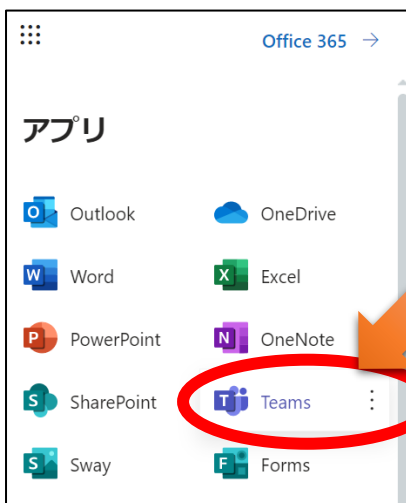 Office 365 →
アプリ
Outlook OneDrive
Word Excel
PowerPoint OneNote
SharePoint Teams
Sway Forms